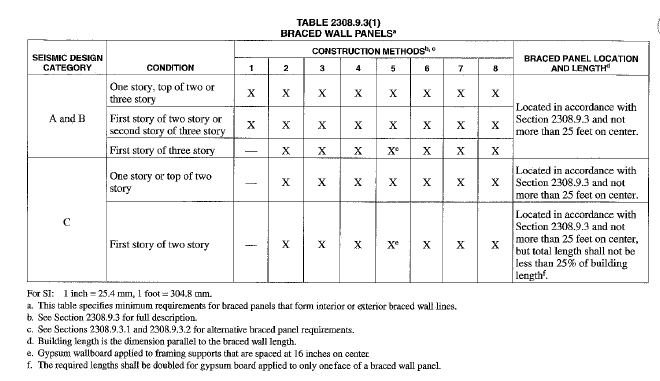 TABLE 2308.9.3(1)
BRACED WALL PANELSᵃ
SEISMIC DESIGN CATEGORY CONDITION CONSTRUCTION METHODSᵇ, ᶜ BRACED PANEL LOCATION AND LENGTHᵈ
1 2 3 4 5 6 7 8
A and B
One story, top of two or three story X X X X X X X X
First story of two story or second story of three story X X X X X X X X
First story of three story — X X X Xᵉ X X X
Located in accordance with
Section 2308.9.3 and not
more than 25 feet on center.
C
One story or top of two story — X X X X X X X
Located in accordance with
Section 2308.9.3 and not
more than 25 feet on center.
First story of two story — X X X Xᵉ X X X
Located in accordance with
Section 2308.9.3 and not
more than 25 feet on center,
but total length shall not be
less than 25% of building
lengthᶠ.
For SI: 1 inch = 25.4 mm, 1 foot = 304.8 mm.
a. This table specifies minimum requirements for braced panels that form interior or exterior braced wall lines.
b. See Section 2308.9.3 for full description.
c. See Sections 2308.9.3.1 and 2308.9.3.2 for alternative braced panel requirements.
d. Building length is the dimension parallel to the braced wall length.
e. Gypsum wallboard applied to framing supports that are spaced at 16 inches on center.
f. The required lengths shall be doubled for gypsum board applied to only one face of a braced wall panel.